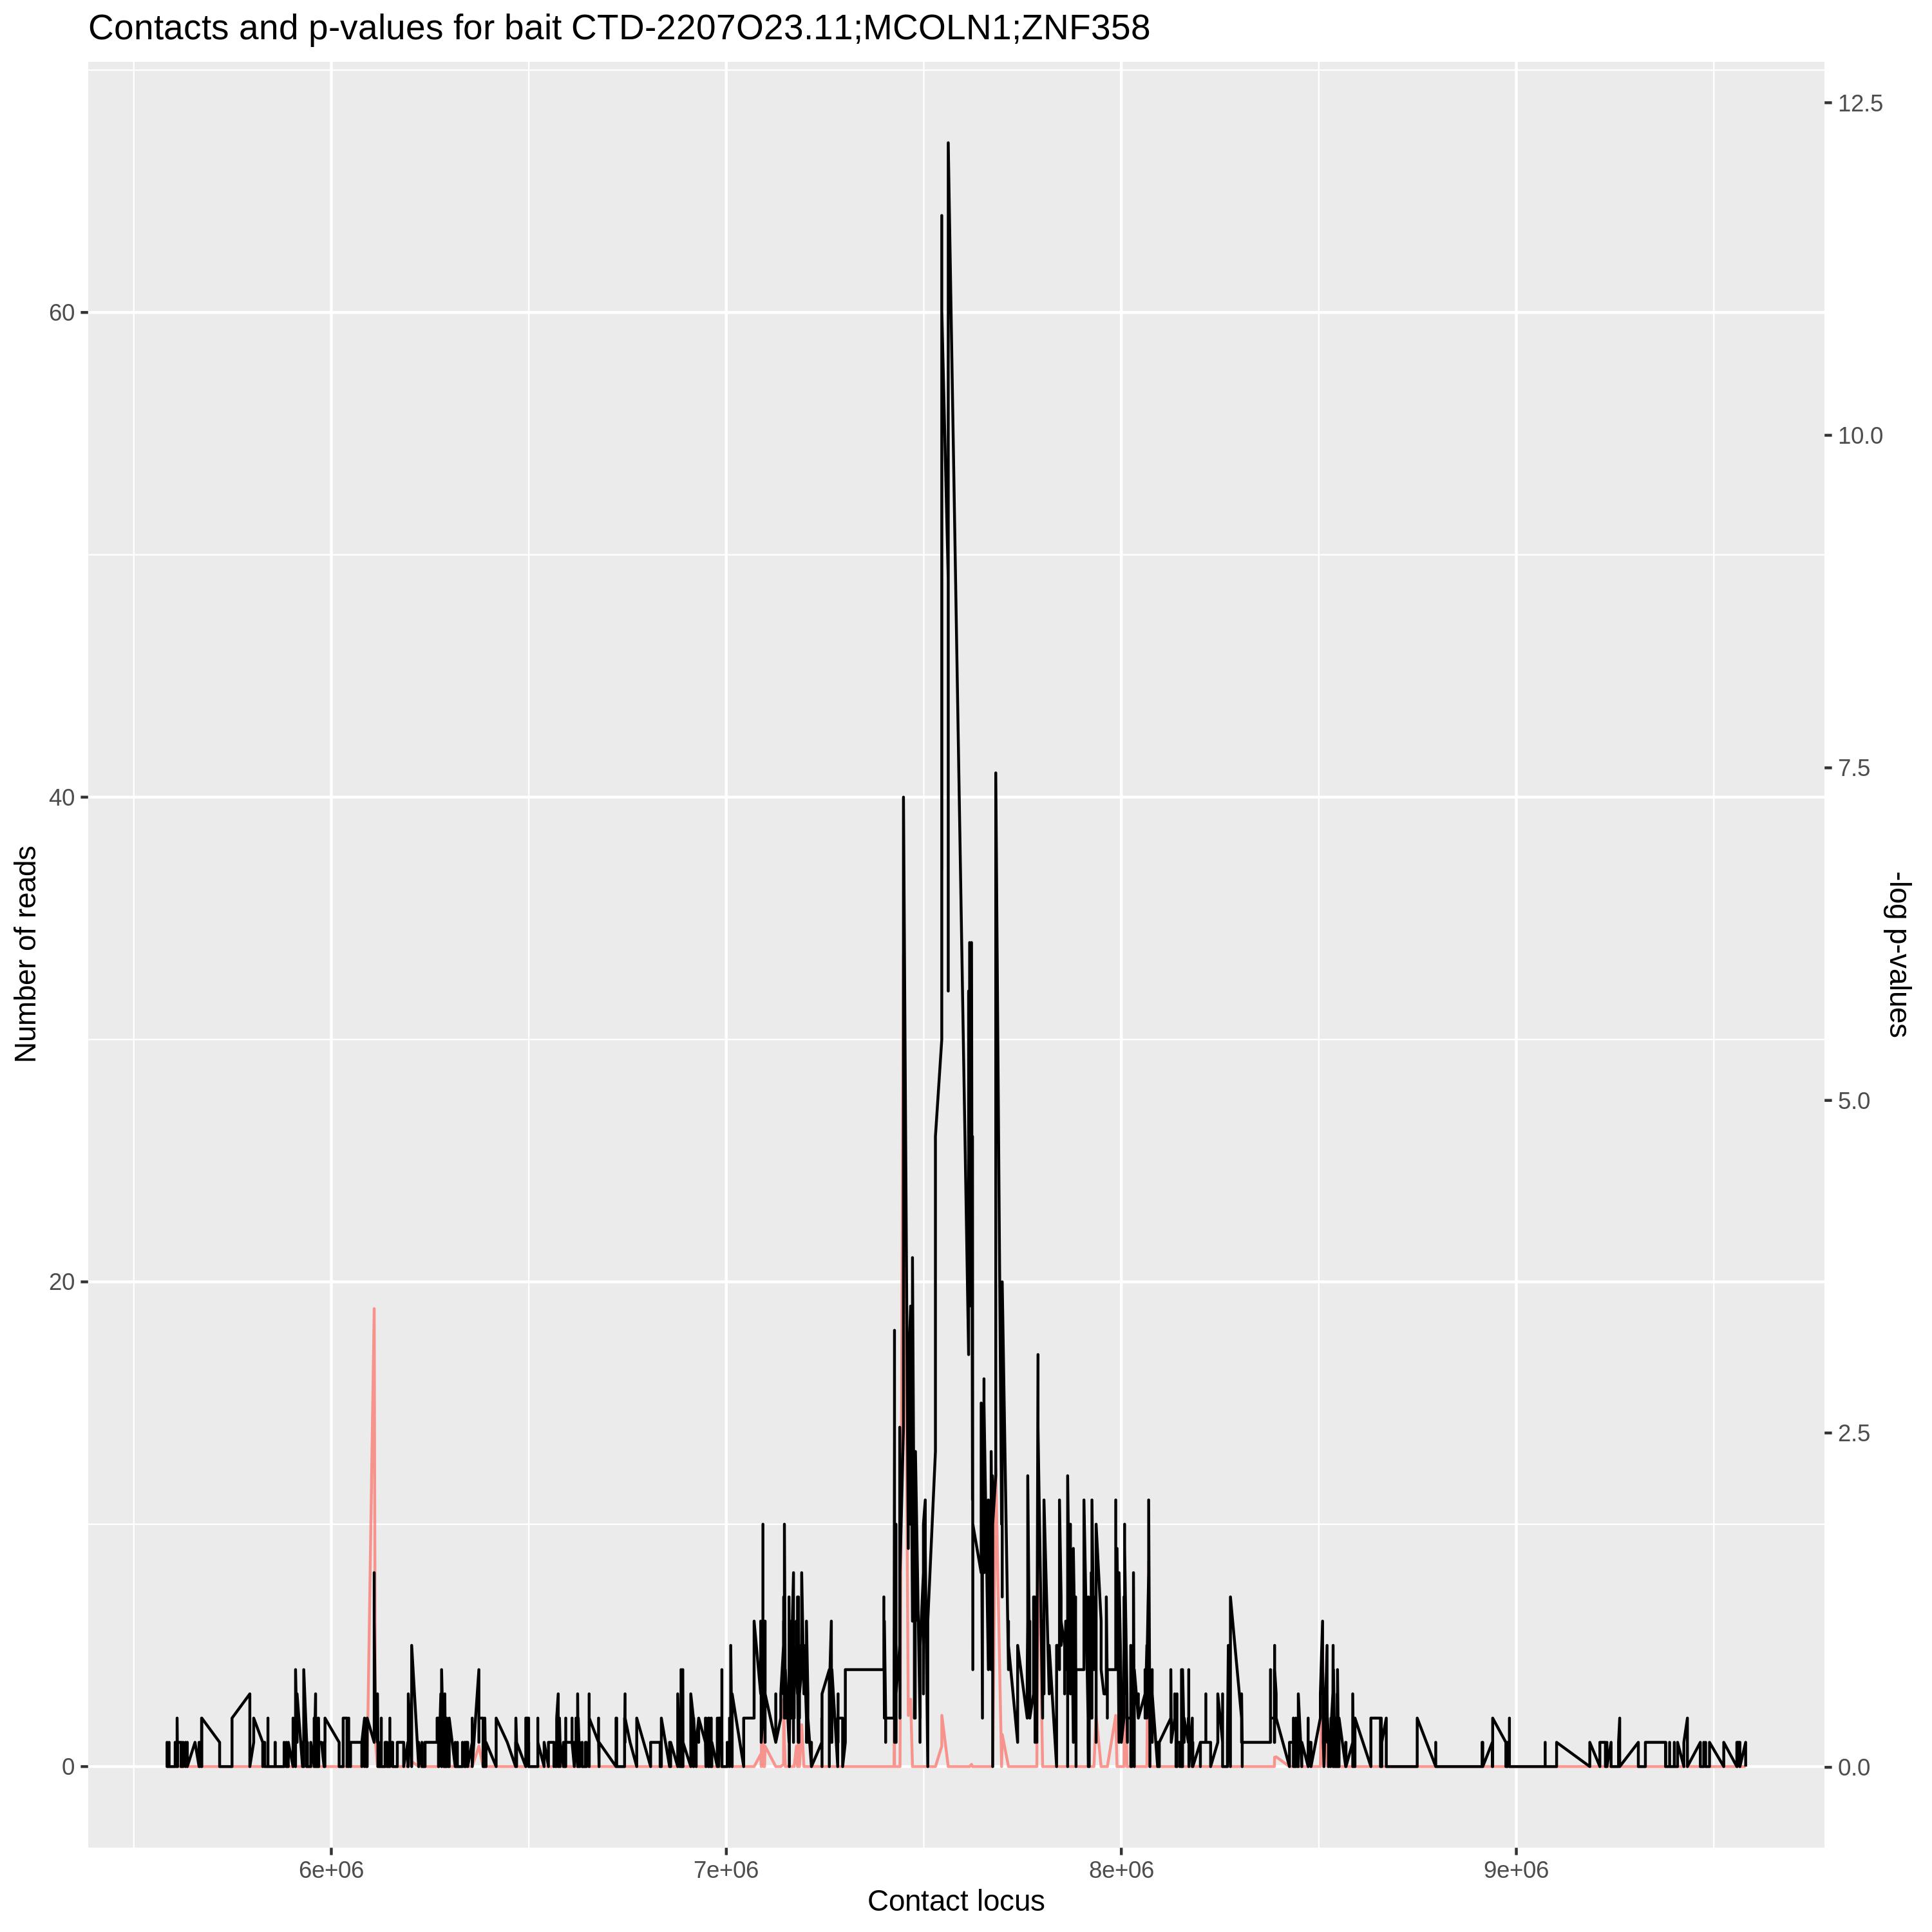 Contacts and p-values for bait CTD-2207O23.11;MCOLN1;ZNF358
Number of reads
60
40
20
0
12.5
10.0
7.5
5.0
2.5
0.0
-log p-values
6e+06
7e+06
8e+06
9e+06
Contact locus